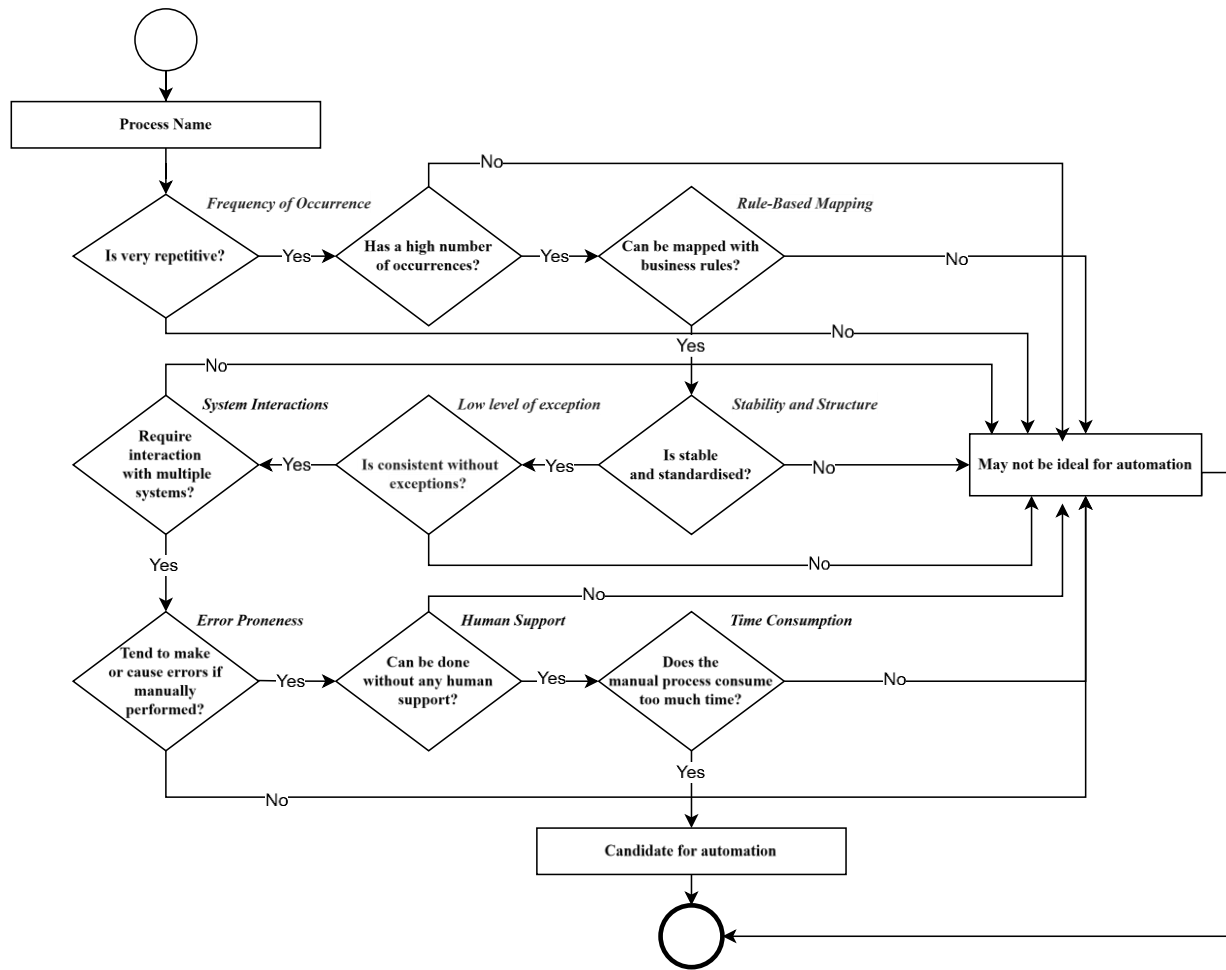 Process Name
No
Frequency of Occurrence
Rule-Based Mapping
Is very repetitive?
Yes
Has a high number
of occurrences?
Yes
Can be mapped with
business rules?
No
No
Yes
No
System Interactions
Low level of exception
Stability and Structure
Require
interaction
with multiple
systems?
Yes
Is consistent without
exceptions?
Yes
Is stable
and standardised?
No
May not be ideal for automation
Yes
No
No
Error Proneness
Human Support
Time Consumption
Tend to make
or cause errors if
manually
performed?
Yes
Can be done
without any human
support?
Yes
Does the
manual process consume
too much time?
No
Yes
No
Candidate for automation